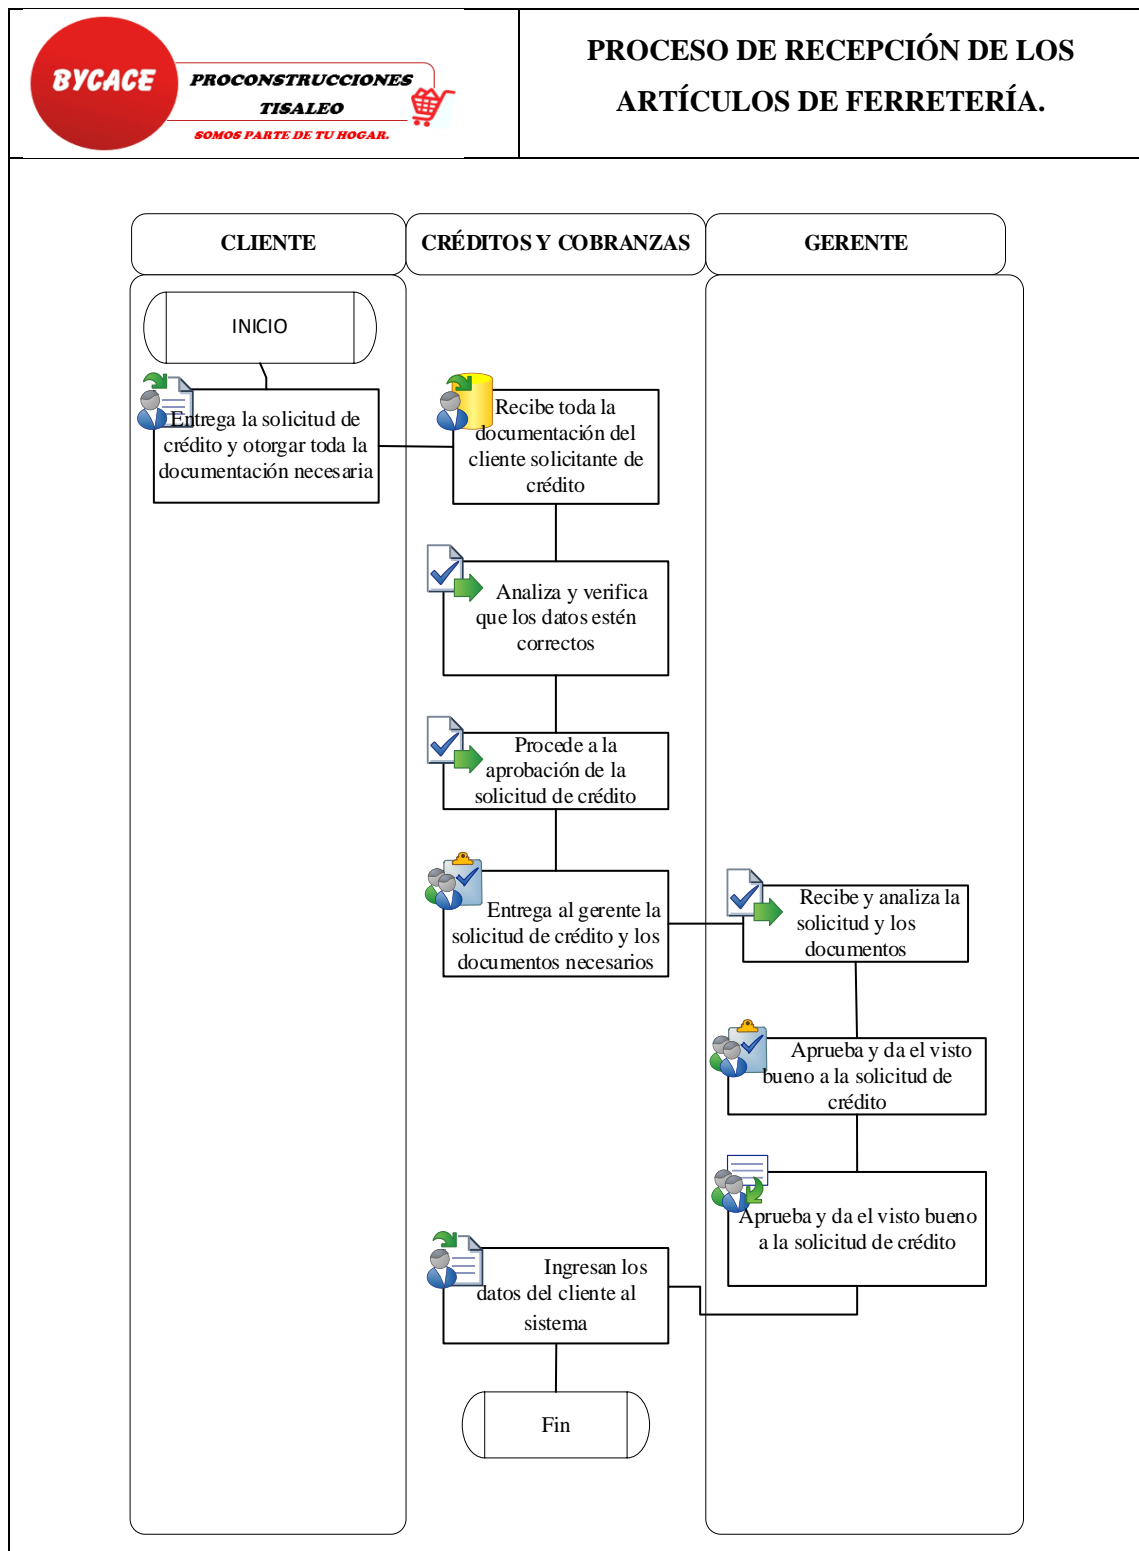 BYCACE
PROCONSTRUCCIONES
TISALEO
SOMOS PARTE DE TU HOGAR.
PROCESO DE RECEPCIÓN DE LOS
ARTÍCULOS DE FERRETERÍA.
CLIENTE
CRÉDITOS Y COBRANZAS
GERENTE
INICIO
Entrega la solicitud de
crédito y otorgar toda la
documentación necesaria
Recibe toda la
documentación del
cliente solicitante de
crédito
Analiza y verifica
que los datos estén
correctos
Procede a la
aprobación de la
solicitud de crédito
Entrega al gerente la
solicitud de crédito y los
documentos necesarios
Recibe y analiza la
solicitud y los
documentos
Aprueba y da el visto
bueno a la solicitud de
crédito
Aprueba y da el visto bueno
a la solicitud de crédito
Ingresan los
datos del cliente al
sistema
Fin